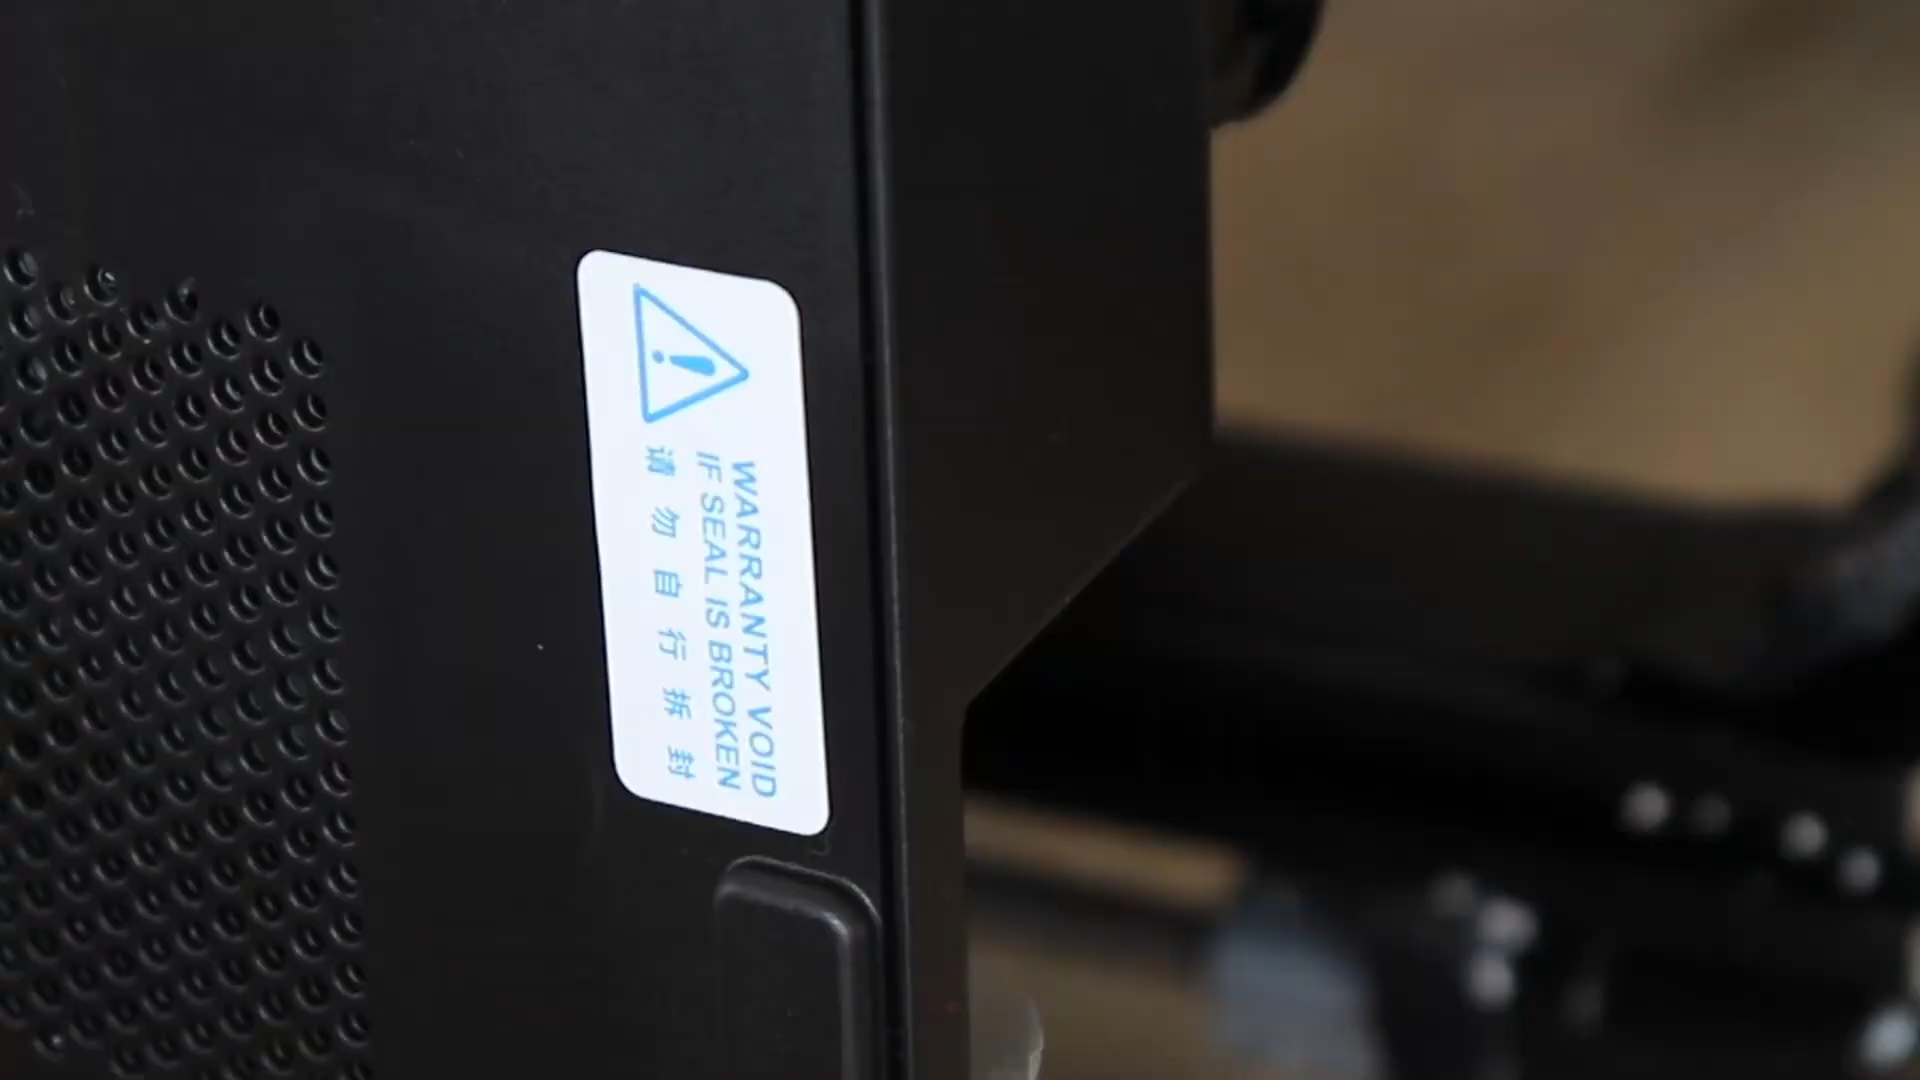 WARRANTY VOID
IF SEAL IS BROKEN
请勿自行拆封